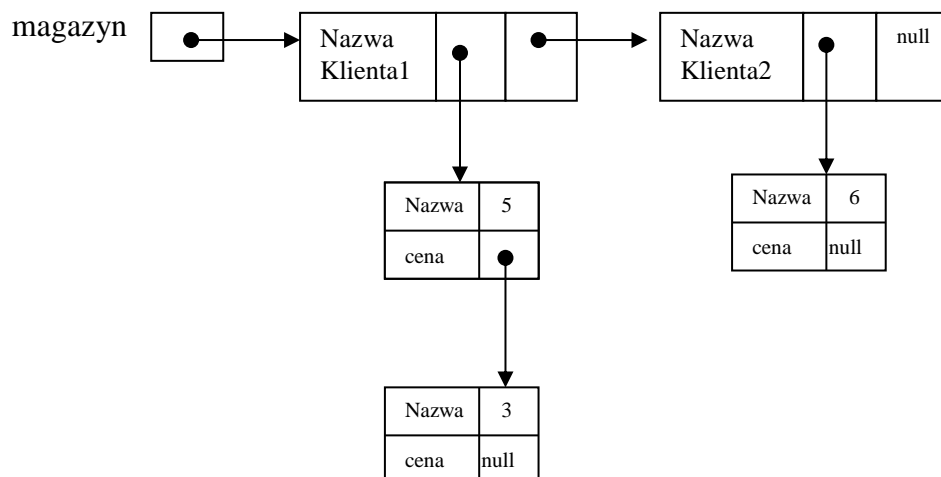 magazyn
Nazwa
Klienta1
Nazwa
Klienta2
null
Nazwa 5
cena
Nazwa 6
cena null
Nazwa 3
cena null